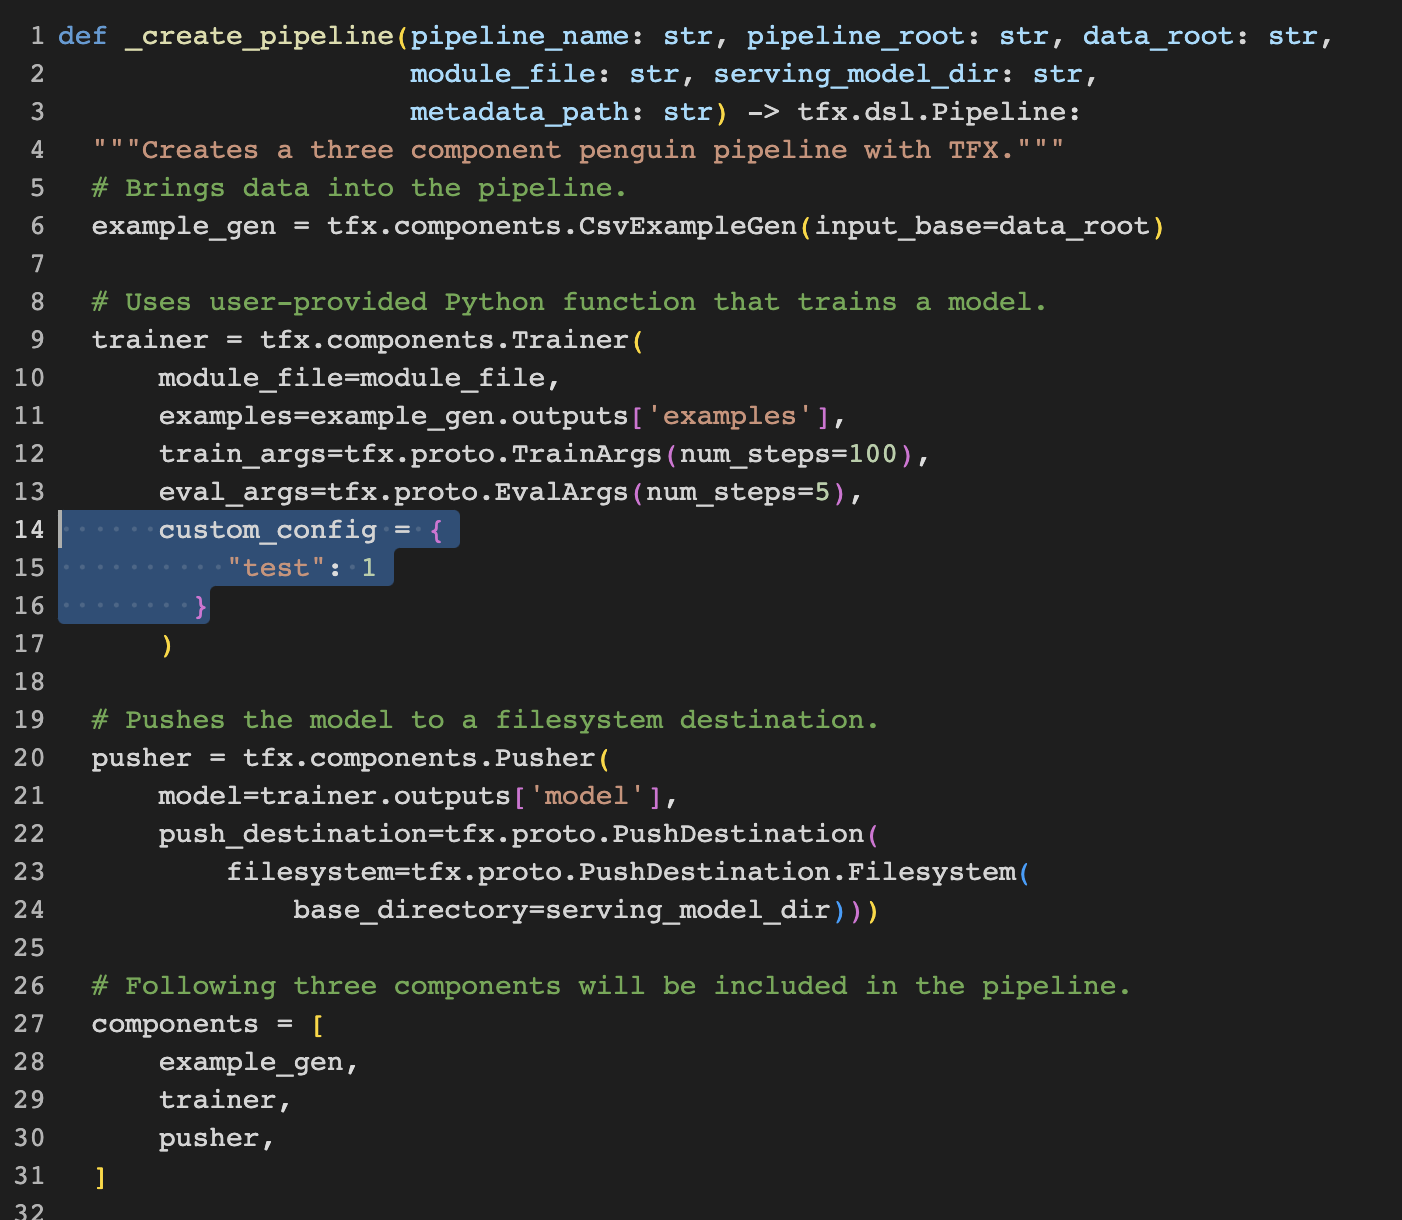 1 def _create_pipeline(pipeline_name: str, pipeline_root: str, data_root: str,
2                      module_file: str, serving_model_dir: str,
3                      metadata_path: str) -> tfx.dsl.Pipeline:
4   """Creates a three component penguin pipeline with TFX."""
5   # Brings data into the pipeline.
6   example_gen = tfx.components.CsvExampleGen(input_base=data_root)
7
8   # Uses user-provided Python function that trains a model.
9   trainer = tfx.components.Trainer(
10       module_file=module_file,
11       examples=example_gen.outputs['examples'],
12       train_args=tfx.proto.TrainArgs(num_steps=100),
13       eval_args=tfx.proto.EvalArgs(num_steps=5),
14       custom_config = {
15           "test": 1
16         }
17       )
18
19   # Pushes the model to a filesystem destination.
20   pusher = tfx.components.Pusher(
21       model=trainer.outputs['model'],
22       push_destination=tfx.proto.PushDestination(
23           filesystem=tfx.proto.PushDestination.Filesystem(
24               base_directory=serving_model_dir)))
25
26   # Following three components will be included in the pipeline.
27   components = [
28       example_gen,
29       trainer,
30       pusher,
31   ]
32